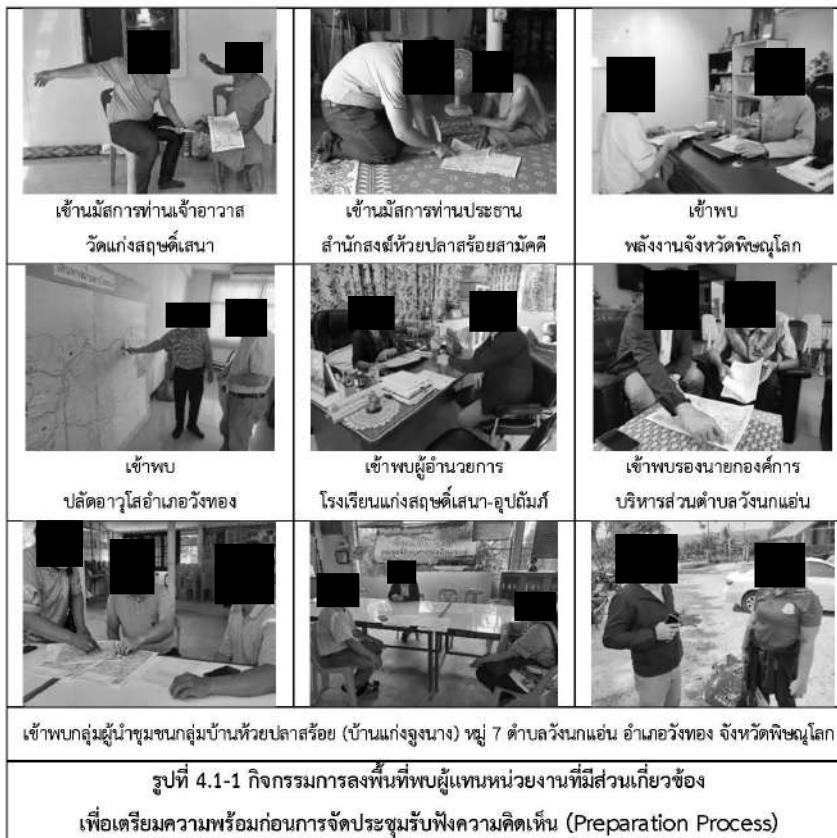 เข้านมัสการท่านเจ้าอาวาส
วัดแก่งสฤษดิ์เสนา
เข้านมัสการท่านประธาน
สำนักสงฆ์ห้วยปลาสร้อยสามัคคี
เข้าพบ
พลังงานจังหวัดพิษณุโลก
เข้าพบ
ปลัดอาวุโสอำเภอวังทอง
เข้าพบผู้อำนวยการ
โรงเรียนแก่งสฤษดิ์เสนา-อุปถัมภ์
เข้าพบรองนายกองค์การ
บริหารส่วนตำบลวังนกแอ่น
เข้าพบกลุ่มผู้นำชุมชนกลุ่มบ้านห้วยปลาสร้อย (บ้านแก่งจูงนาง) หมู่ 7 ตำบลวังนกแอ่น อำเภอวังทอง จังหวัดพิษณุโลก
รูปที่ 4.1-1 กิจกรรมการลงพื้นที่พบผู้แทนหน่วยงานที่มีส่วนเกี่ยวข้อง
เพื่อเตรียมความพร้อมก่อนการจัดประชุมรับฟังความคิดเห็น (Preparation Process)